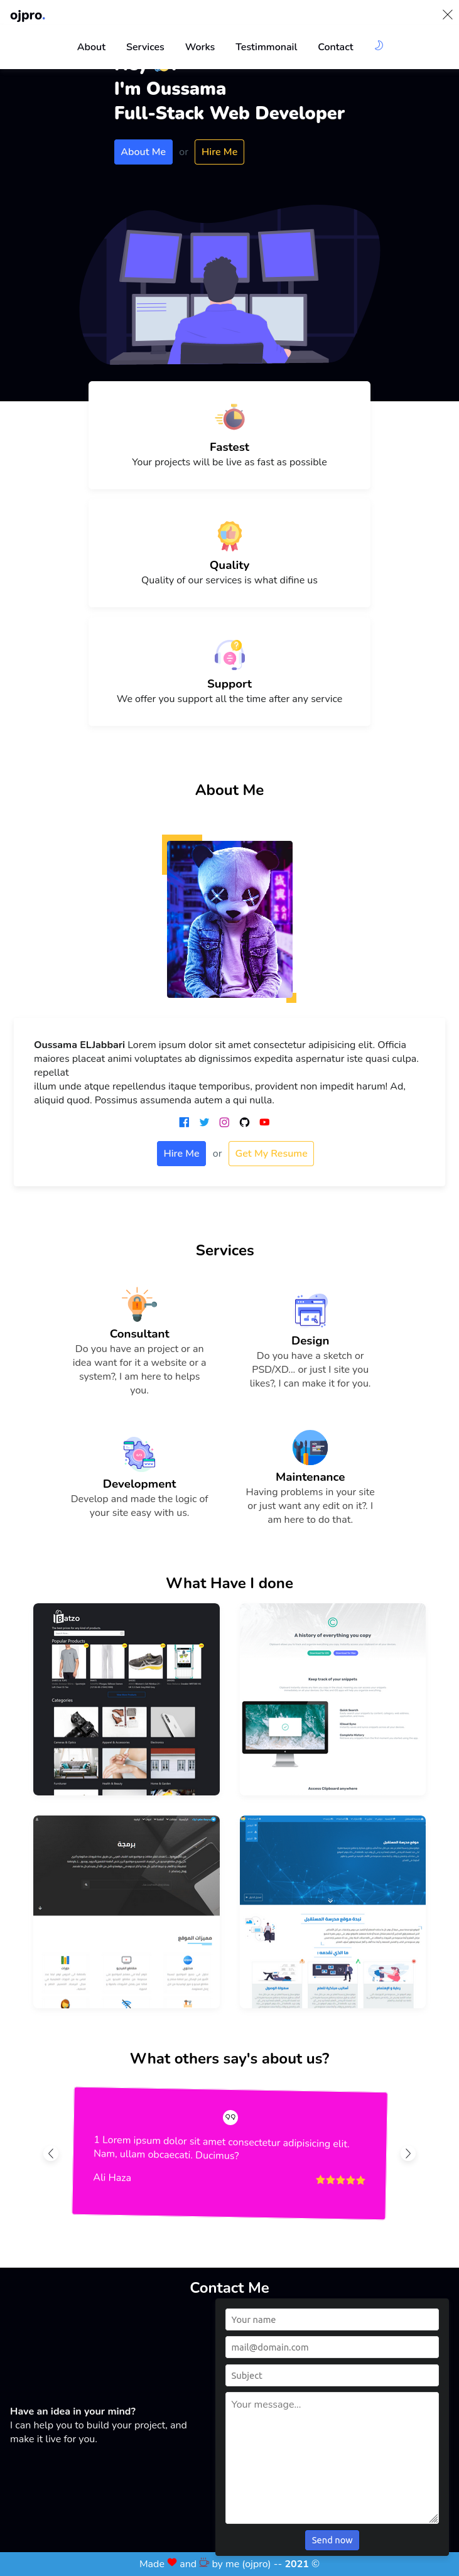 ojpro.
About Services Works Testimmonail Contact
I'm Oussama
Full-Stack Web Developer
About Me or Hire Me
Fastest
Your projects will be live as fast as possible
Quality
Quality of our services is what difine us
Support
We offer you support all the time after any service
About Me
Oussama ELJabbari Lorem ipsum dolor sit amet consectetur adipisicing elit. Officia
maiores placeat animi voluptates ab dignissimos expedita aspernatur iste quasi culpa.
repellat
illum unde atque repellendus itaque temporibus, provident non impedit harum! Ad,
aliquid quod. Possimus assumenda autem a qui nulla.
Hire Me or Get My Resume
Services
Consultant
Do you have an project or an
idea want for it a website or a
system?, I am here to helps
you.
Design
Do you have a sketch or
PSD/XD... or just I site you
likes?, I can make it for you.
Development
Develop and made the logic of
your site easy with us.
Maintenance
Having problems in your site
or just want any edit on it?. I
am here to do that.
What Have I done
Batzo
Popular Products
Categories
A history of everything you copy
Keep track of your snippets
Access Clipboard anywhere
برمجة
مميزات الموقع
موقع مدرسة المستقبل
نبذة موقع مدرسة المستقبل
ما الذي نقدمه :
What others say's about us?
1 Lorem ipsum dolor sit amet consectetur adipisicing elit.
Nam, ullam obcaecati. Ducimus?
Ali Haza
Contact Me
Have an idea in your mind?
I can help you to build your project, and
make it live for you.
Your name
mail@domain.com
Subject
Your message...
Send now
Made and by me (ojpro) -- 2021 ©